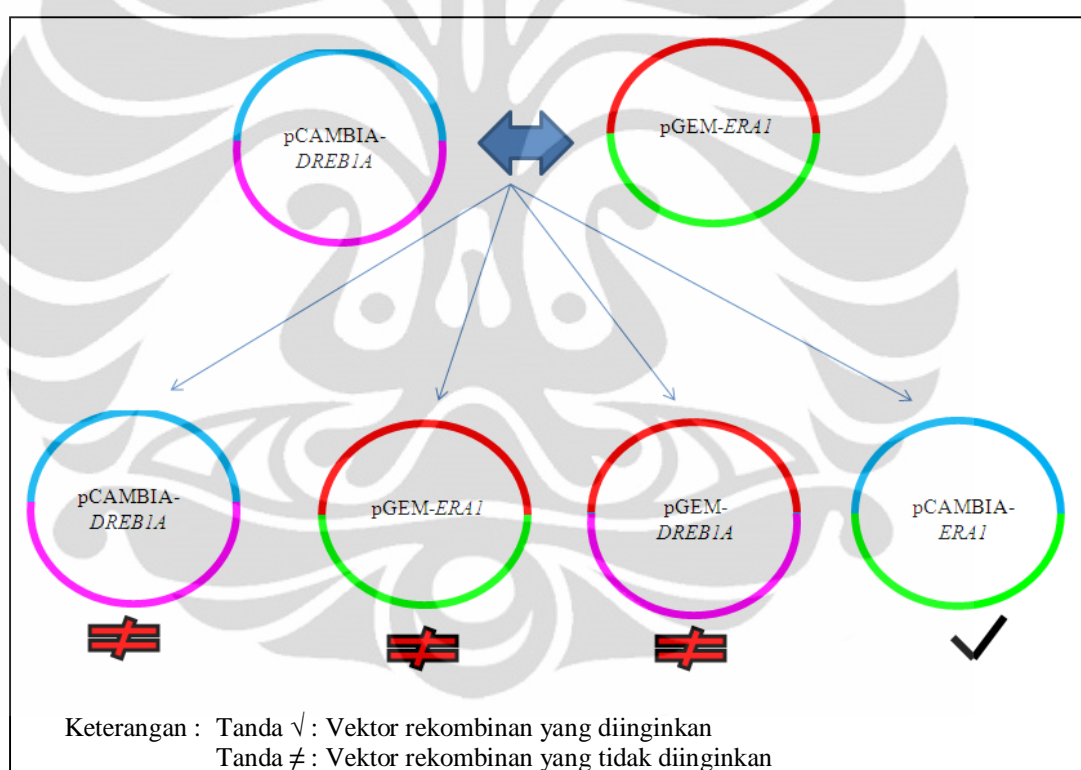 pCAMBIA-
DREB1A
pGEM-ERA1
pCAMBIA-
DREB1A
pGEM-ERA1
pGEM-
DREB1A
pCAMBIA-
ERA1
≠ ≠ ≠ ✓
Keterangan : Tanda √ : Vektor rekombinan yang diinginkan
Tanda ≠ : Vektor rekombinan yang tidak diinginkan